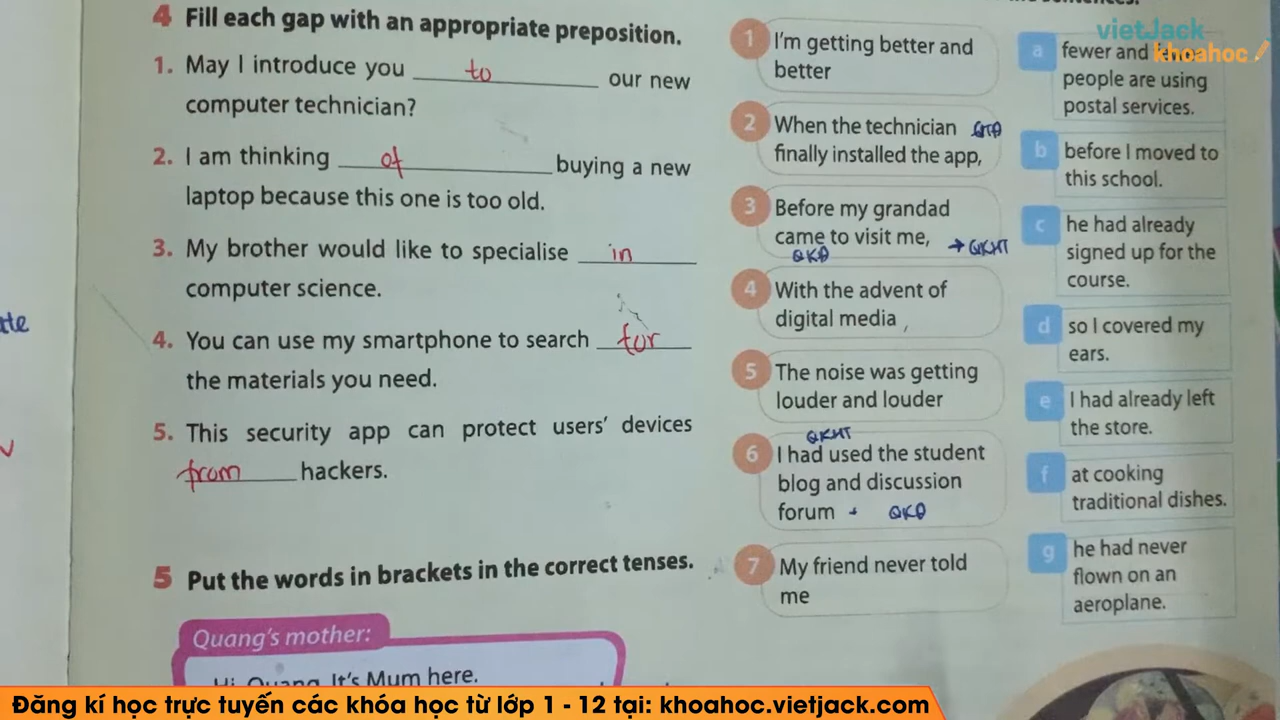 4 Fill each gap with an appropriate preposition.
1. May I introduce you to our new
computer technician?
2. I am thinking of buying a new
laptop because this one is too old.
3. My brother would like to specialise in
computer science.
4. You can use my smartphone to search for
the materials you need.
5. This security app can protect users' devices
from hackers.
5 Put the words in brackets in the correct tenses.
Quang's mother:
Hi, Quang. It's Mum here.
1 I'm getting better and
better
2 When the technician
finally installed the app,
3 Before my grandad
came to visit me, → QKHT
QKĐ
4 With the advent of
digital media,
5 The noise was getting
louder and louder
QKHT
6 I had used the student
blog and discussion
forum + QKĐ
7 My friend never told
me
vietJack
khoahoc
a fewer and
people are using
postal services.
b before I moved to
this school.
c he had already
signed up for the
course.
d so I covered my
ears.
e I had already left
the store.
f at cooking
traditional dishes.
g he had never
flown on an
aeroplane.
Đăng kí học trực tuyến các khóa học từ lớp 1 - 12 tại: khoahoc.vietjack.com